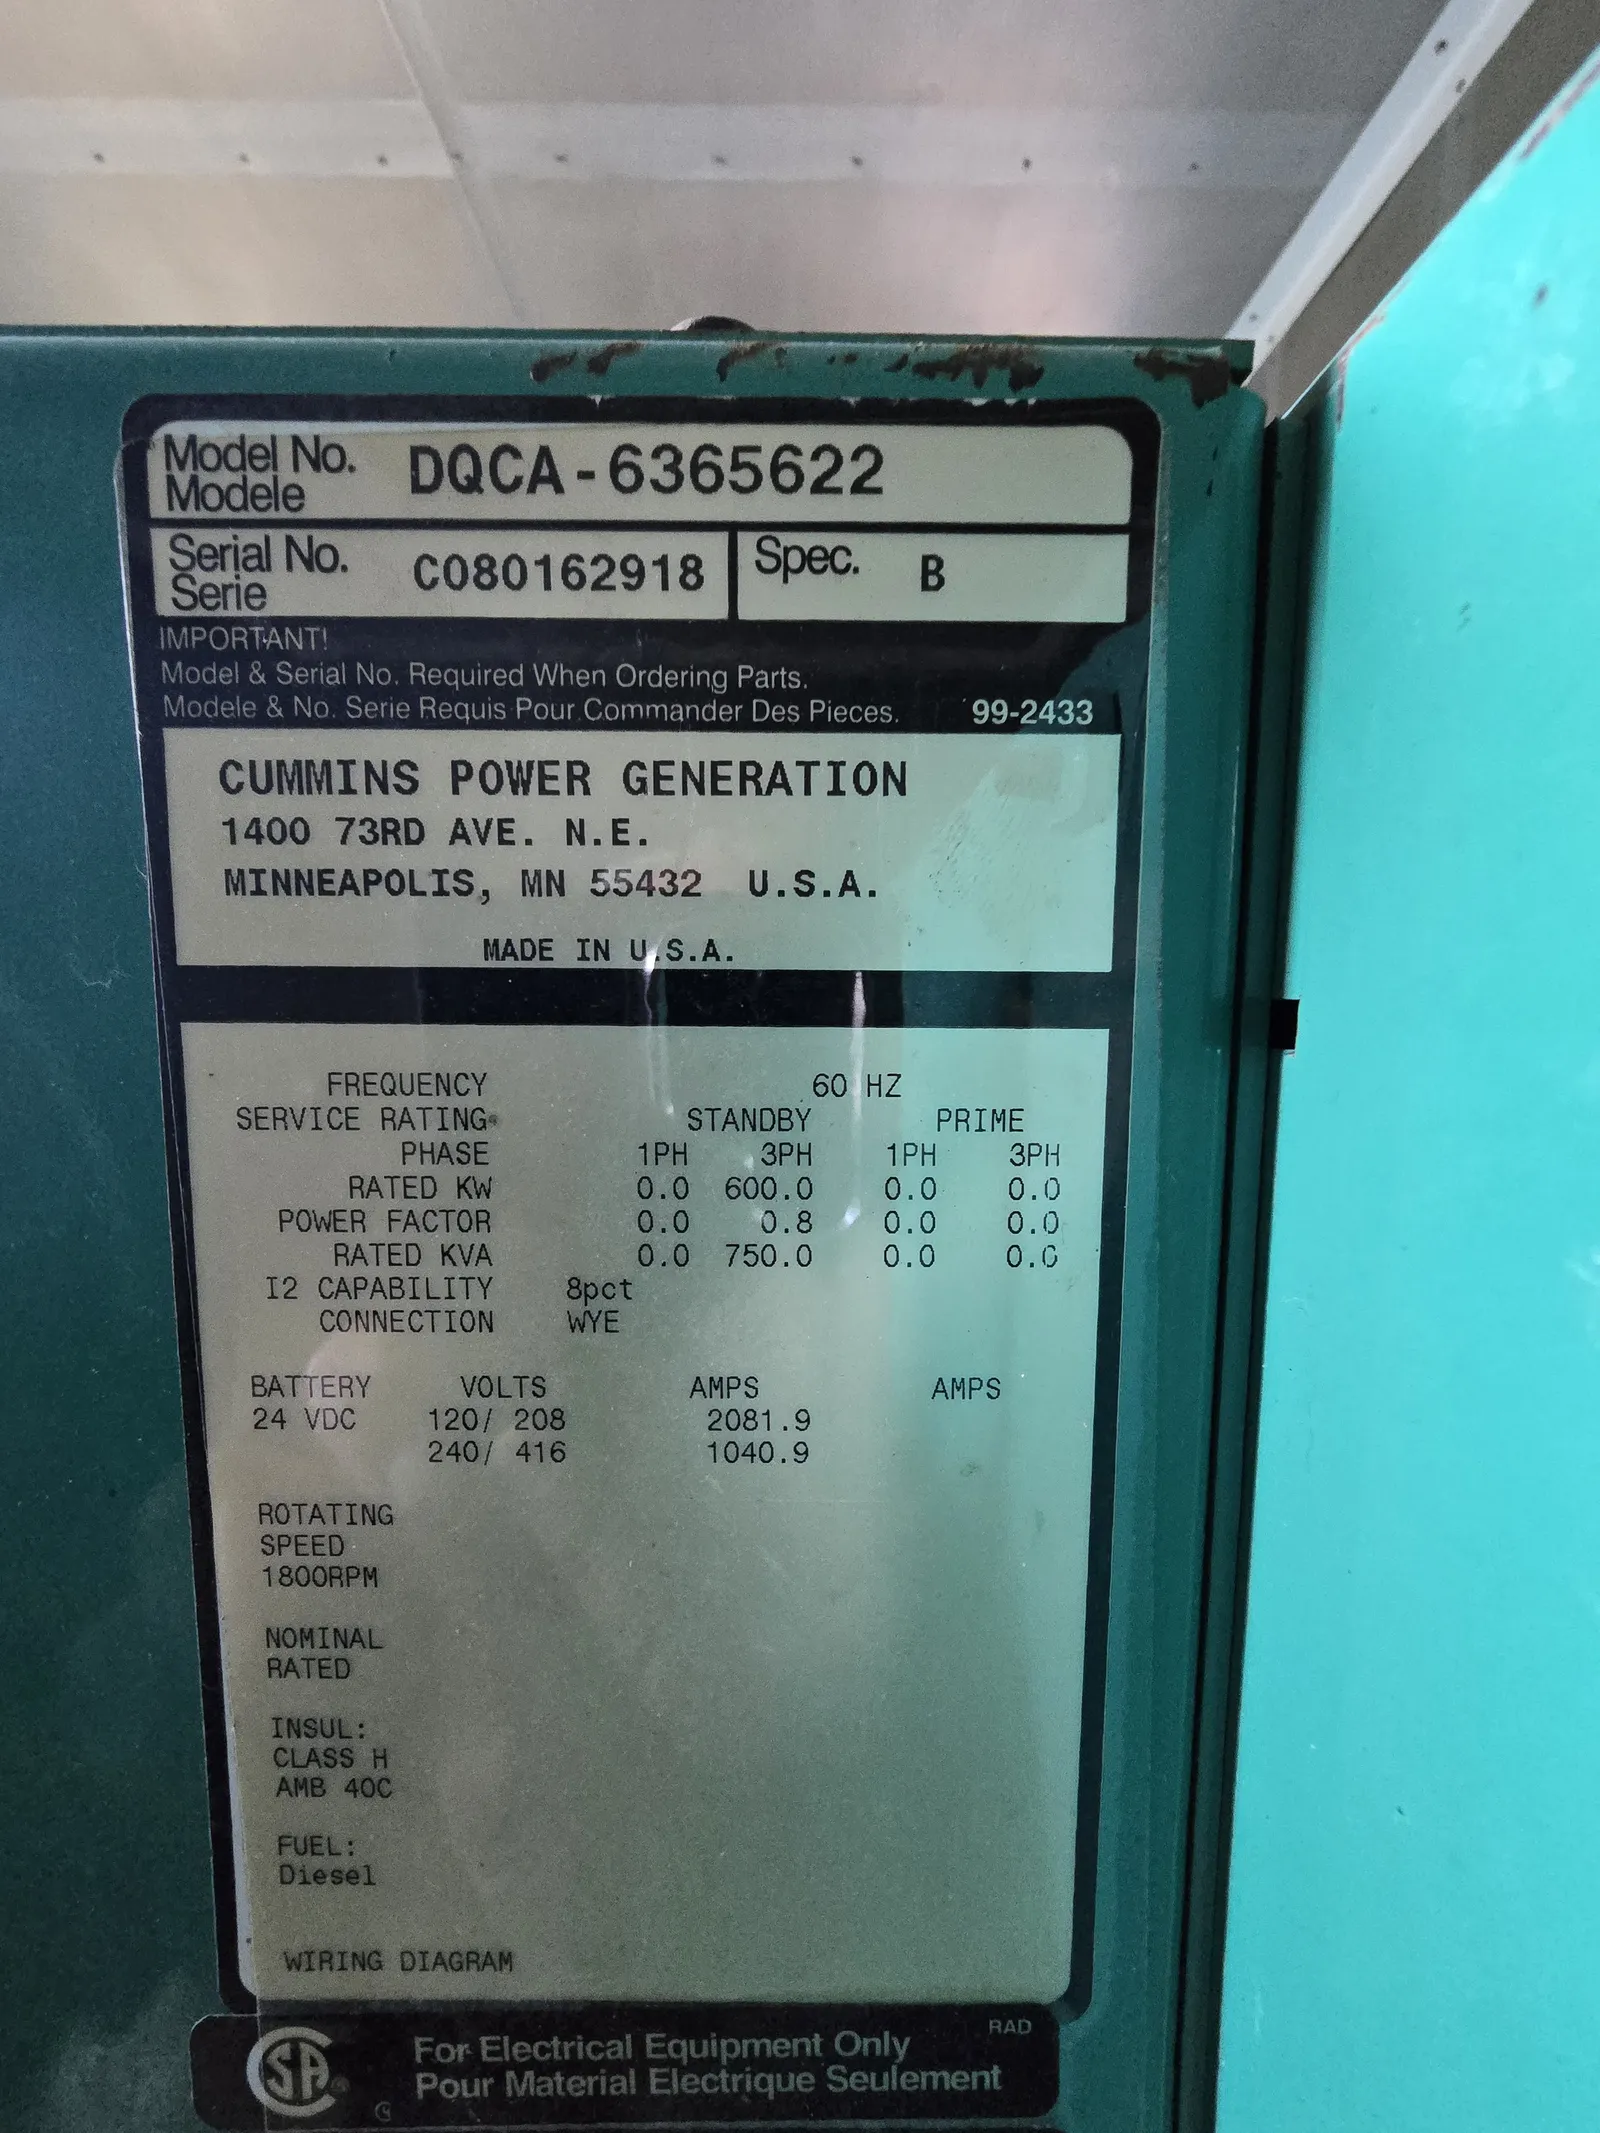 Model No. DQCA-6365622
Modele
Serial No. C080162918 Spec. B
Serie
IMPORTANT!
Model & Serial No. Required When Ordering Parts.
Modele & No. Serie Requis Pour Commander Des Pieces. 99-2433
CUMMINS POWER GENERATION
1400 73RD AVE. N.E.
MINNEAPOLIS, MN 55432 U.S.A.
MADE IN U.S.A.
FREQUENCY 60 HZ
SERVICE RATING STANDBY PRIME
PHASE 1PH 3PH 1PH 3PH
RATED KW 0.0 600.0 0.0 0.0
POWER FACTOR 0.0 0.8 0.0 0.0
RATED KVA 0.0 750.0 0.0 0.0
I2 CAPABILITY 8pct
CONNECTION WYE
BATTERY VOLTS AMPS AMPS
24 VDC 120/ 208 2081.9
240/ 416 1040.9
ROTATING
SPEED
1800RPM
NOMINAL
RATED
INSUL:
CLASS H
AMB 40C
FUEL:
Diesel
WIRING DIAGRAM
RAD
CSA For Electrical Equipment Only
Pour Material Electrique Seulement